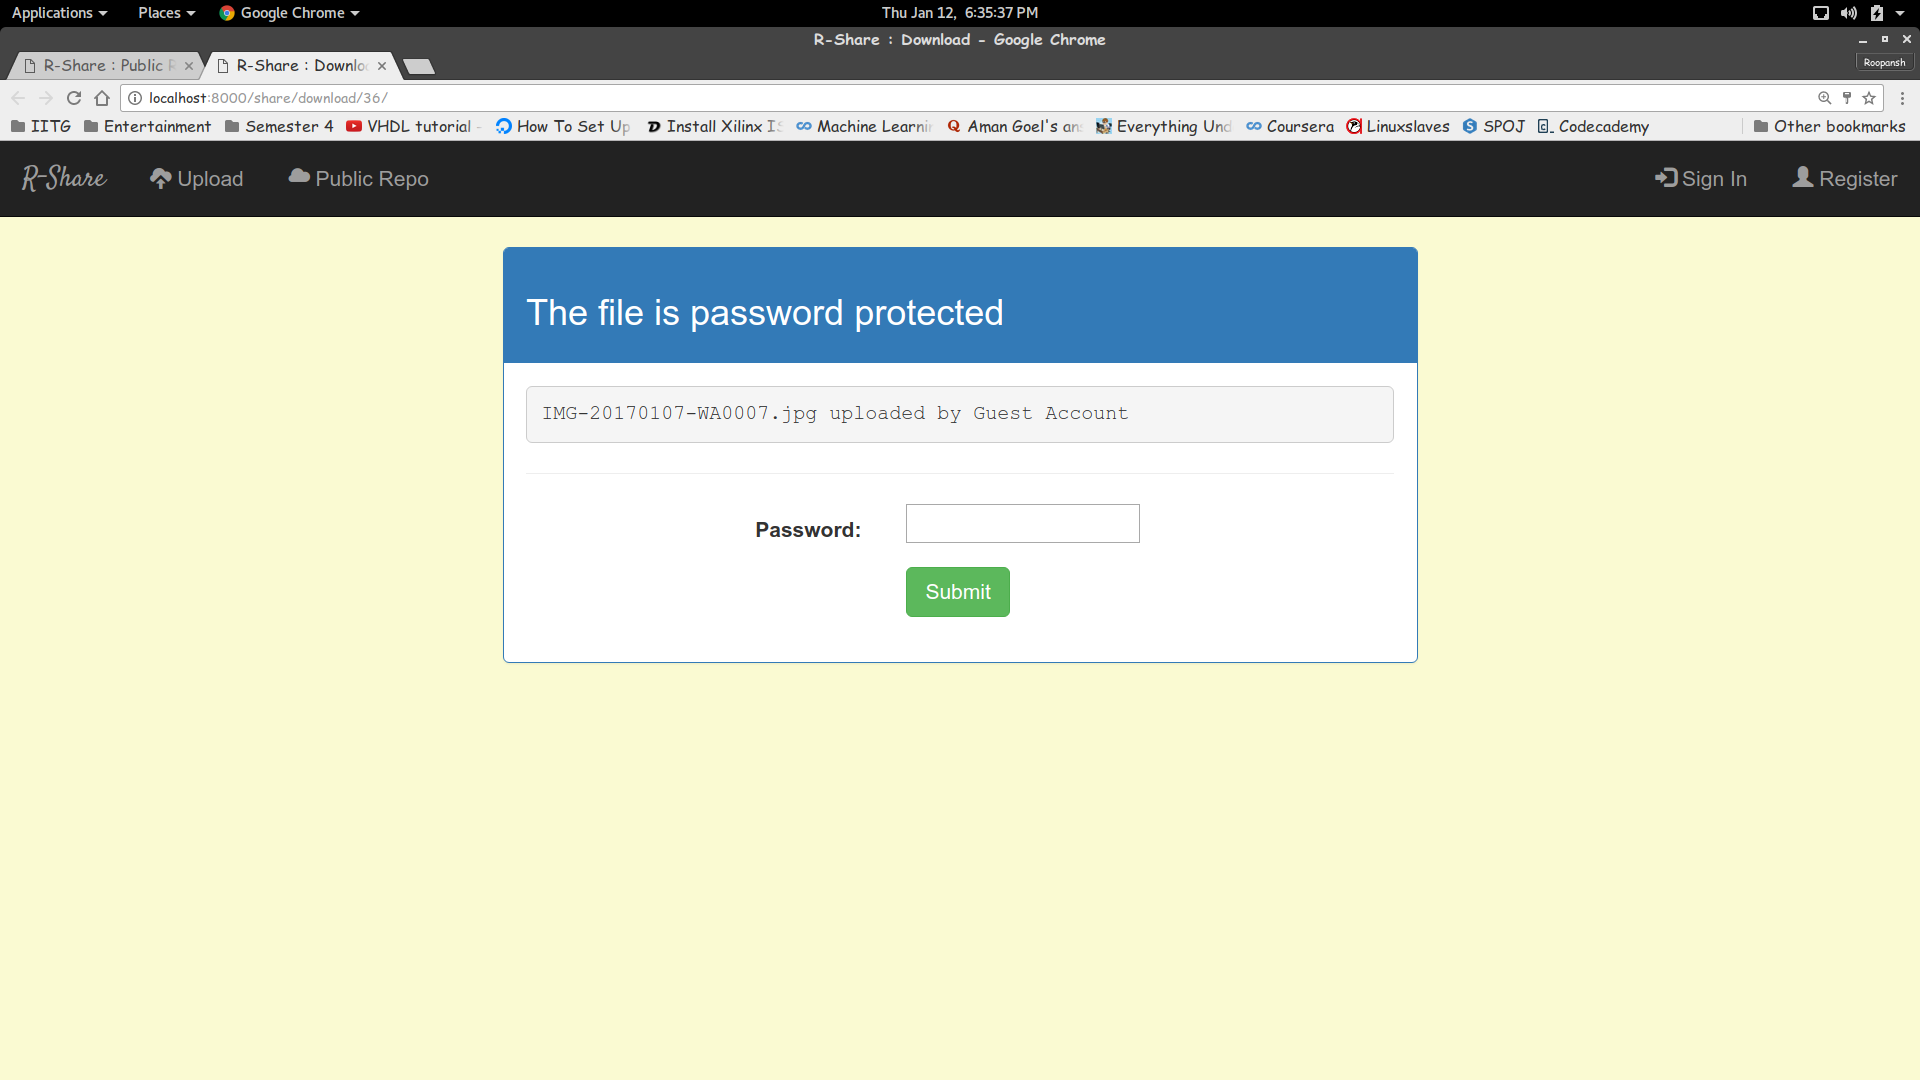 Applications Places Google Chrome Thu Jan 12, 6:35:37 PM
R-Share : Download - Google Chrome
R-Share : Public R-Share : Downlo
Roopansh
localhost:8000/share/download/36/
IITG Entertainment Semester 4 VHDL tutorial - How To Set Up Install Xilinx IS Machine Learni Aman Goel's an Everything Und Coursera Linuxslaves SPOJ Codecademy Other bookmarks
R-Share Upload Public Repo Sign In Register
The file is password protected
IMG-20170107-WA0007.jpg uploaded by Guest Account
Password:
Submit